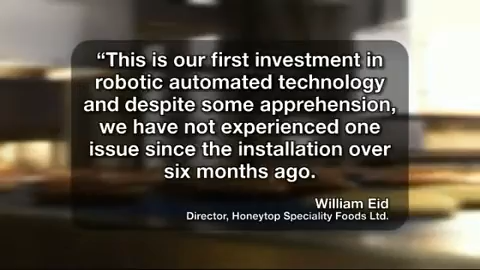 “This is our first investment in
robotic automated technology
and despite some apprehension,
we have not experienced one
issue since the installation over
six months ago.
William Eid
Director, Honeytop Speciality Foods Ltd.